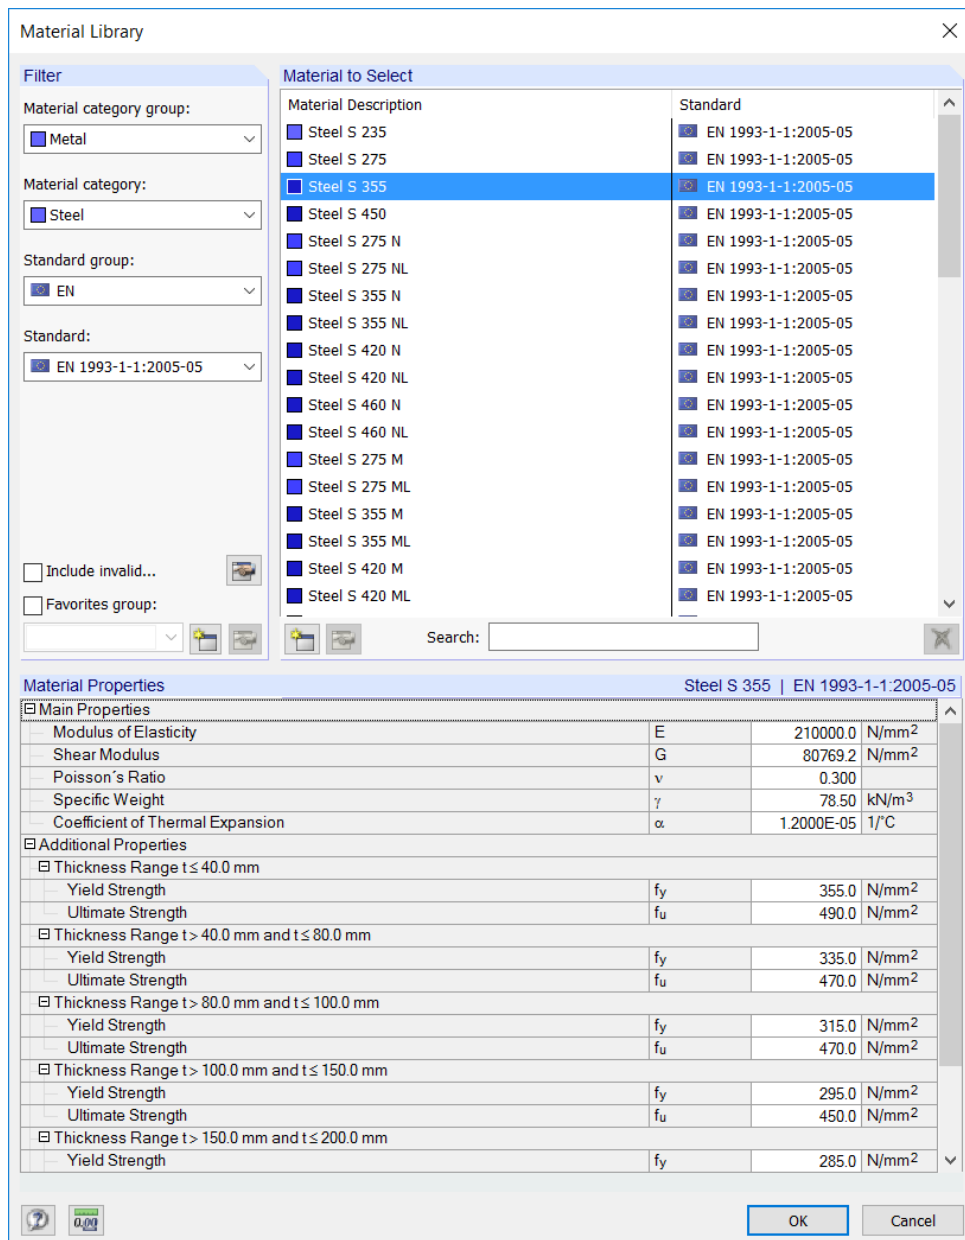 Material Library
Filter
Material category group:
Metal
Material category:
Steel
Standard group:
EN
Standard:
EN 1993-1-1:2005-05
Include invalid...
Favorites group:
Material to Select
Material Description Standard
Steel S 235 EN 1993-1-1:2005-05
Steel S 275 EN 1993-1-1:2005-05
Steel S 355 EN 1993-1-1:2005-05
Steel S 450 EN 1993-1-1:2005-05
Steel S 275 N EN 1993-1-1:2005-05
Steel S 275 NL EN 1993-1-1:2005-05
Steel S 355 N EN 1993-1-1:2005-05
Steel S 355 NL EN 1993-1-1:2005-05
Steel S 420 N EN 1993-1-1:2005-05
Steel S 420 NL EN 1993-1-1:2005-05
Steel S 460 N EN 1993-1-1:2005-05
Steel S 460 NL EN 1993-1-1:2005-05
Steel S 275 M EN 1993-1-1:2005-05
Steel S 275 ML EN 1993-1-1:2005-05
Steel S 355 M EN 1993-1-1:2005-05
Steel S 355 ML EN 1993-1-1:2005-05
Steel S 420 M EN 1993-1-1:2005-05
Steel S 420 ML EN 1993-1-1:2005-05
Search:
Material Properties Steel S 355 | EN 1993-1-1:2005-05
Main Properties
Modulus of Elasticity E 210000.0 N/mm2
Shear Modulus G 80769.2 N/mm2
Poisson´s Ratio ν 0.300
Specific Weight γ 78.50 kN/m3
Coefficient of Thermal Expansion α 1.2000E-05 1/°C
Additional Properties
Thickness Range t ≤ 40.0 mm
Yield Strength fy 355.0 N/mm2
Ultimate Strength fu 490.0 N/mm2
Thickness Range t > 40.0 mm and t ≤ 80.0 mm
Yield Strength fy 335.0 N/mm2
Ultimate Strength fu 470.0 N/mm2
Thickness Range t > 80.0 mm and t ≤ 100.0 mm
Yield Strength fy 315.0 N/mm2
Ultimate Strength fu 470.0 N/mm2
Thickness Range t > 100.0 mm and t ≤ 150.0 mm
Yield Strength fy 295.0 N/mm2
Ultimate Strength fu 450.0 N/mm2
Thickness Range t > 150.0 mm and t ≤ 200.0 mm
Yield Strength fy 285.0 N/mm2
0.00
OK
Cancel